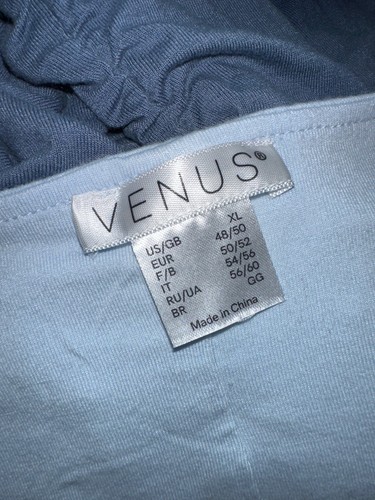 VENUS®
US/GB XL
EUR 48/50
F/B 50/52
IT 54/56
RU/UA 56/60
BR GG
Made in China